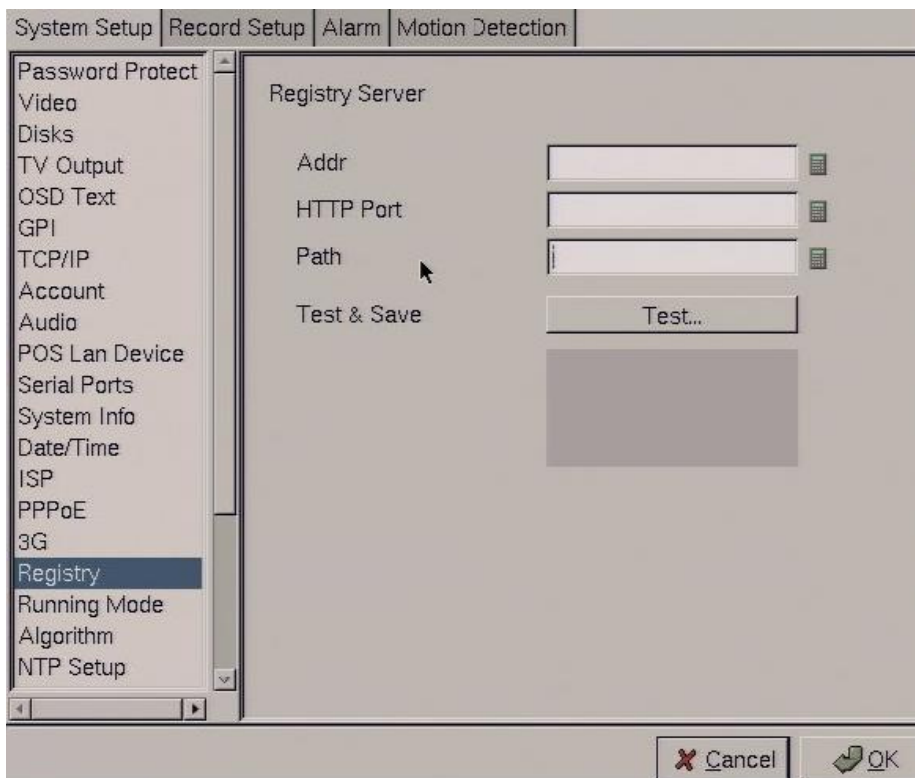 System Setup Record Setup Alarm Motion Detection
Password Protect
Video
Disks
TV Output
OSD Text
GPI
TCP/IP
Account
Audio
POS Lan Device
Serial Ports
System Info
Date/Time
ISP
PPPoE
3G
Registry
Running Mode
Algorithm
NTP Setup
Registry Server
Addr
HTTP Port
Path
Test & Save
Test...
Cancel
OK